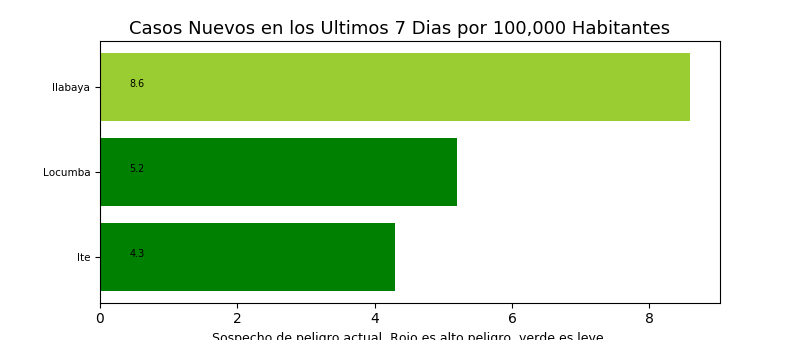 Casos Nuevos en los Ultimos 7 Dias por 100,000 Habitantes
Ilabaya
8.6
Locumba
5.2
Ite
4.3
0 2 4 6 8
Sospecho de peligro actual. Rojo es alto peligro, verde es leve